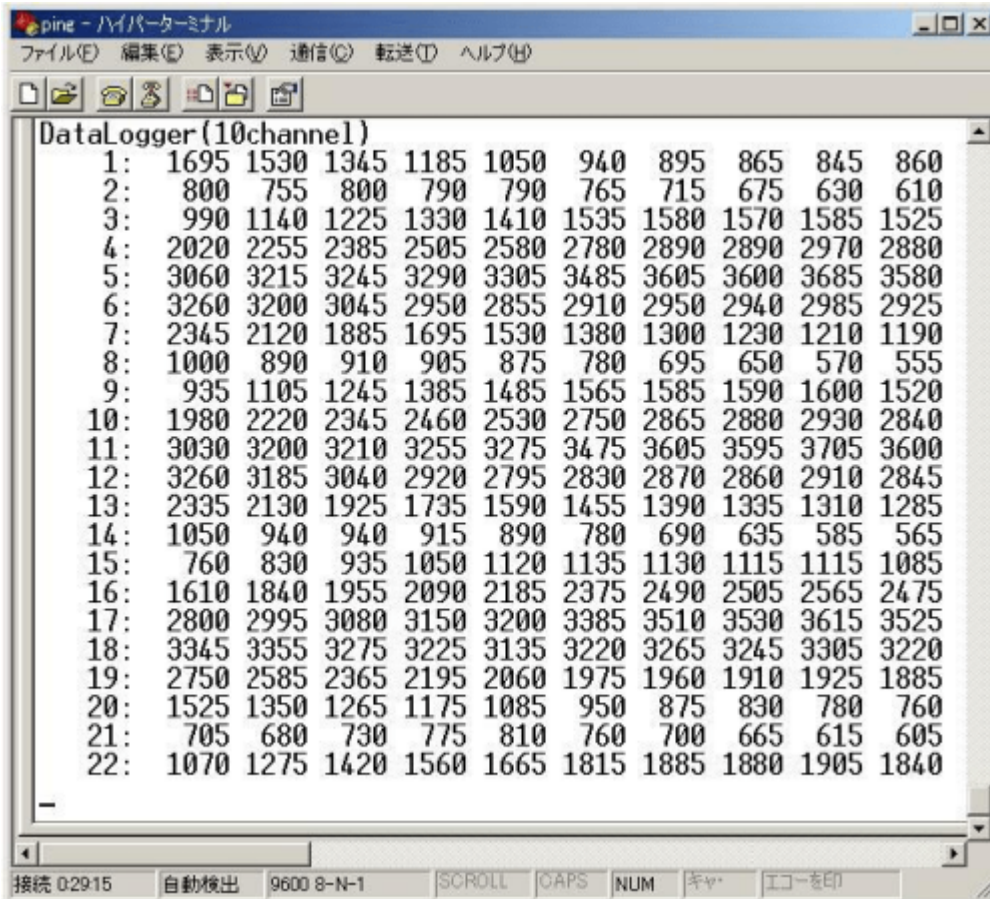 ping - ハイパーターミナル
ファイル(F) 編集(E) 表示(V) 通信(C) 転送(T) ヘルプ(H)
DataLogger(10channel)
1: 1695 1530 1345 1185 1050 940 895 865 845 860
2: 800 755 800 790 790 765 715 675 630 610
3: 990 1140 1225 1330 1410 1535 1580 1570 1585 1525
4: 2020 2255 2385 2505 2580 2780 2890 2890 2970 2880
5: 3060 3215 3245 3290 3305 3485 3605 3600 3685 3580
6: 3260 3200 3045 2950 2855 2910 2950 2940 2985 2925
7: 2345 2120 1885 1695 1530 1380 1300 1230 1210 1190
8: 1000 890 910 905 875 780 695 650 570 555
9: 935 1105 1245 1385 1485 1565 1585 1590 1600 1520
10: 1980 2220 2345 2460 2530 2750 2865 2880 2930 2840
11: 3030 3200 3210 3255 3275 3475 3605 3595 3705 3600
12: 3260 3185 3040 2920 2795 2830 2870 2860 2910 2845
13: 2335 2130 1925 1735 1590 1455 1390 1335 1310 1285
14: 1050 940 940 915 890 780 690 635 585 565
15: 760 830 935 1050 1120 1135 1130 1115 1115 1085
16: 1610 1840 1955 2090 2185 2375 2490 2505 2565 2475
17: 2800 2995 3080 3150 3200 3385 3510 3530 3615 3525
18: 3345 3355 3275 3225 3135 3220 3265 3245 3305 3220
19: 2750 2585 2365 2195 2060 1975 1960 1910 1925 1885
20: 1525 1350 1265 1175 1085 950 875 830 780 760
21: 705 680 730 775 810 760 700 665 615 605
22: 1070 1275 1420 1560 1665 1815 1885 1880 1905 1840
接続 0:29:15 自動検出 9600 8-N-1 SCROLL CAPS NUM キャ エコーを印